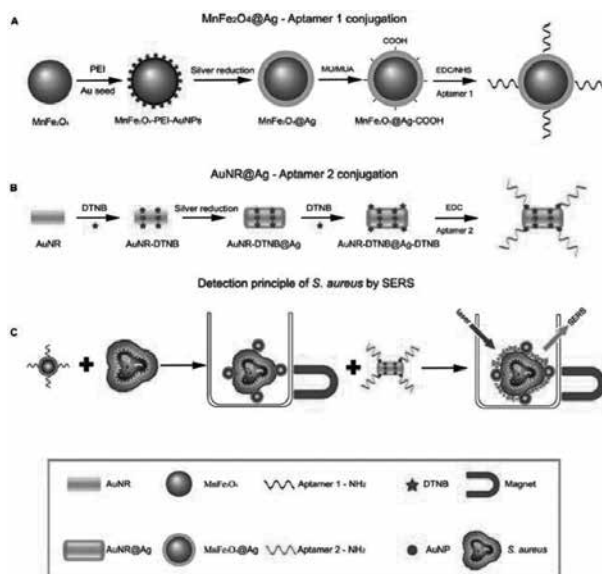 A
MnFe₂O₄@Ag - Aptamer 1 conjugation
PEI
Au seed
Silver reduction
MU/MUA
COOH
EDC/NHS
Aptamer 1
MnFe₂O₄
MnFe₂O₄-PEI-AuNPs
MnFe₂O₄@Ag
MnFe₂O₄@Ag-COOH
B
AuNR@Ag - Aptamer 2 conjugation
DTNB
Silver reduction
DTNB
EDC
Aptamer 2
AuNR
AuNR-DTNB
AuNR-DTNB@Ag
AuNR-DTNB@Ag-DTNB
Detection principle of S. aureus by SERS
C
laser
SERS
AuNR
MnFe₂O₄
Aptamer 1 - NH₂
DTNB
Magnet
AuNR@Ag
MnFe₂O₄@Ag
Aptamer 2 - NH₂
AuNP
S. aureus